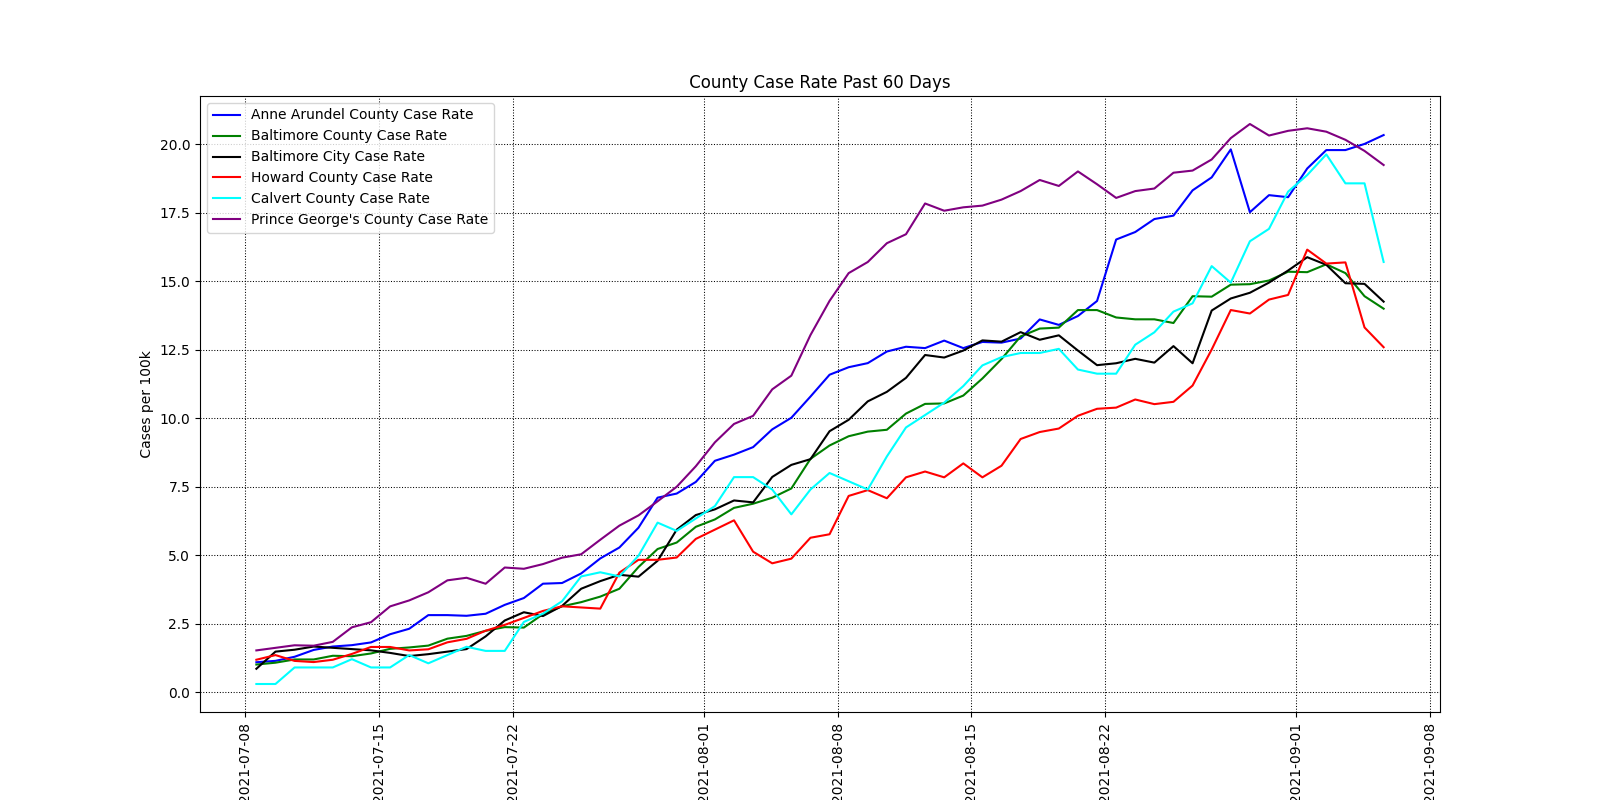 County Case Rate Past 60 Days
Anne Arundel County Case Rate
Baltimore County Case Rate
Baltimore City Case Rate
Howard County Case Rate
Calvert County Case Rate
Prince George's County Case Rate
Cases per 100k
20.0
17.5
15.0
12.5
10.0
7.5
5.0
2.5
0.0
2021-07-08
2021-07-15
2021-07-22
2021-08-01
2021-08-08
2021-08-15
2021-08-22
2021-09-01
2021-09-08